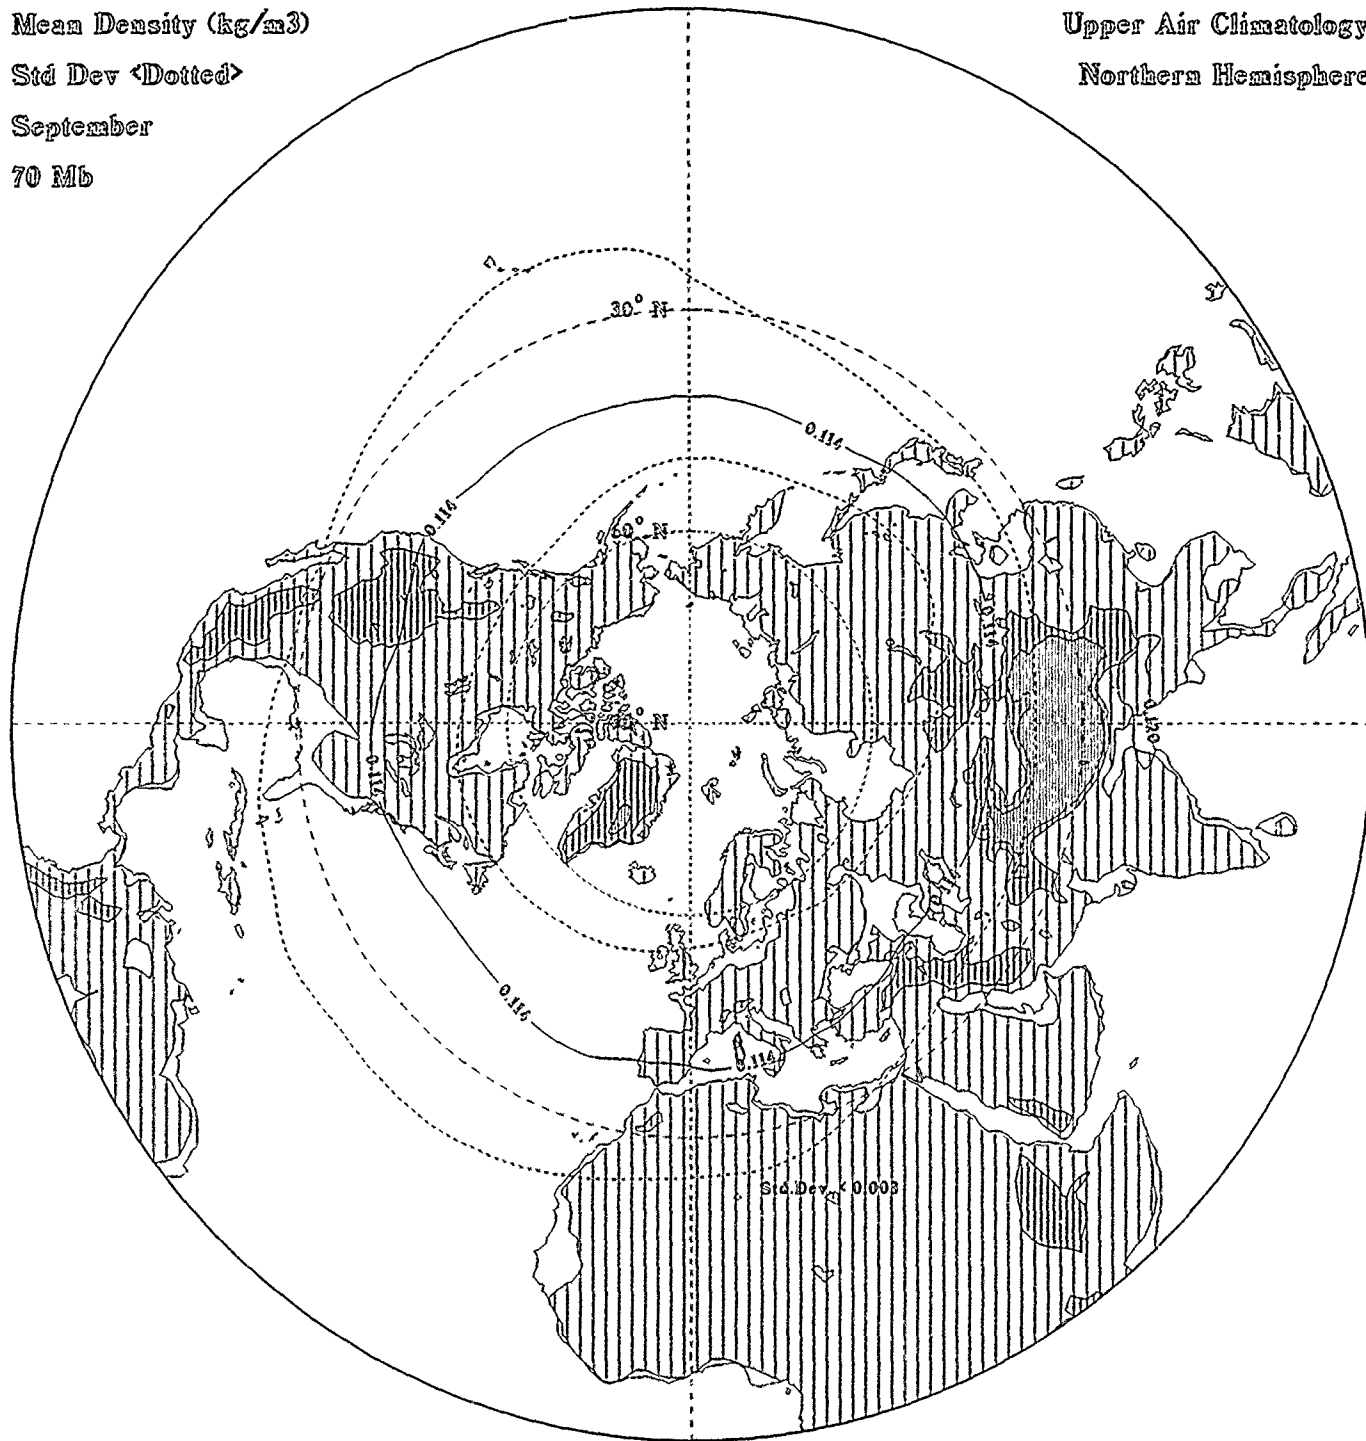 Mean Density (kg/m3)
Std Dev <Dotted>
September
70 Mb
Upper Air Climatology
Northern Hemisphere
30° N
0.114
0.114
60° N
0.114
° N
0.114
.120
0.114
.114
Std.Dev. < 0.003